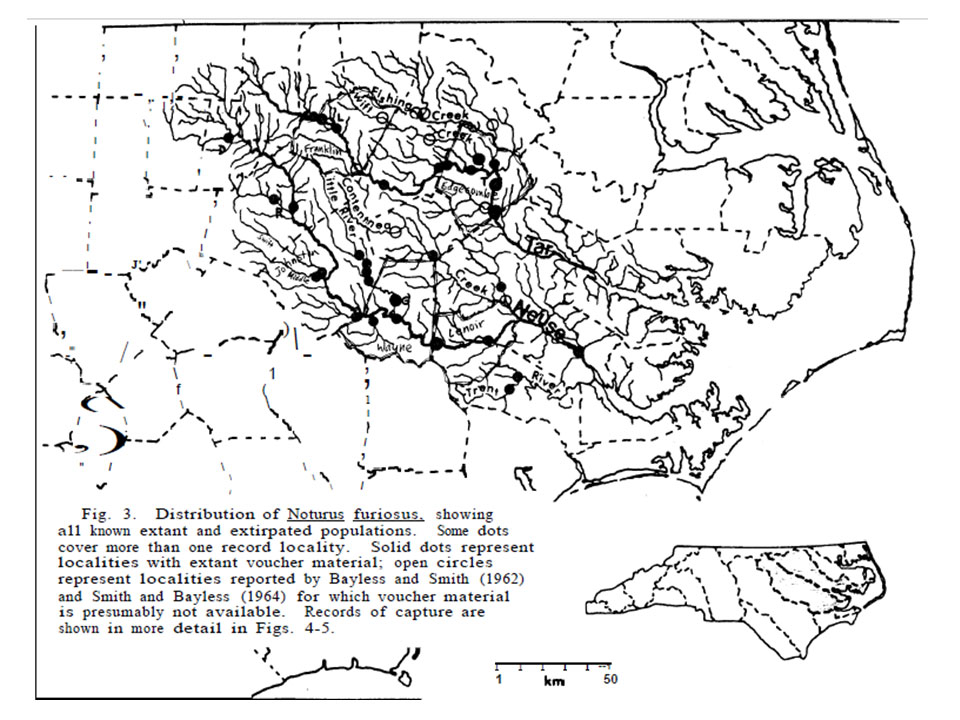 Fishing
Creek
Swift
Creek
Franklin
Edgecombe
Contentnea
Little River
Tar
Creek
Neuse
Johnston
Lenoir
Wayne
Trent
River
Fig. 3. Distribution of Noturus furiosus, showing
all known extant and extirpated populations. Some dots
cover more than one record locality. Solid dots represent
localities with extant voucher material; open circles
represent localities reported by Bayless and Smith (1962)
and Smith and Bayless (1964) for which voucher material
is presumably not available. Records of capture are
shown in more detail in Figs. 4-5.
1 km 50